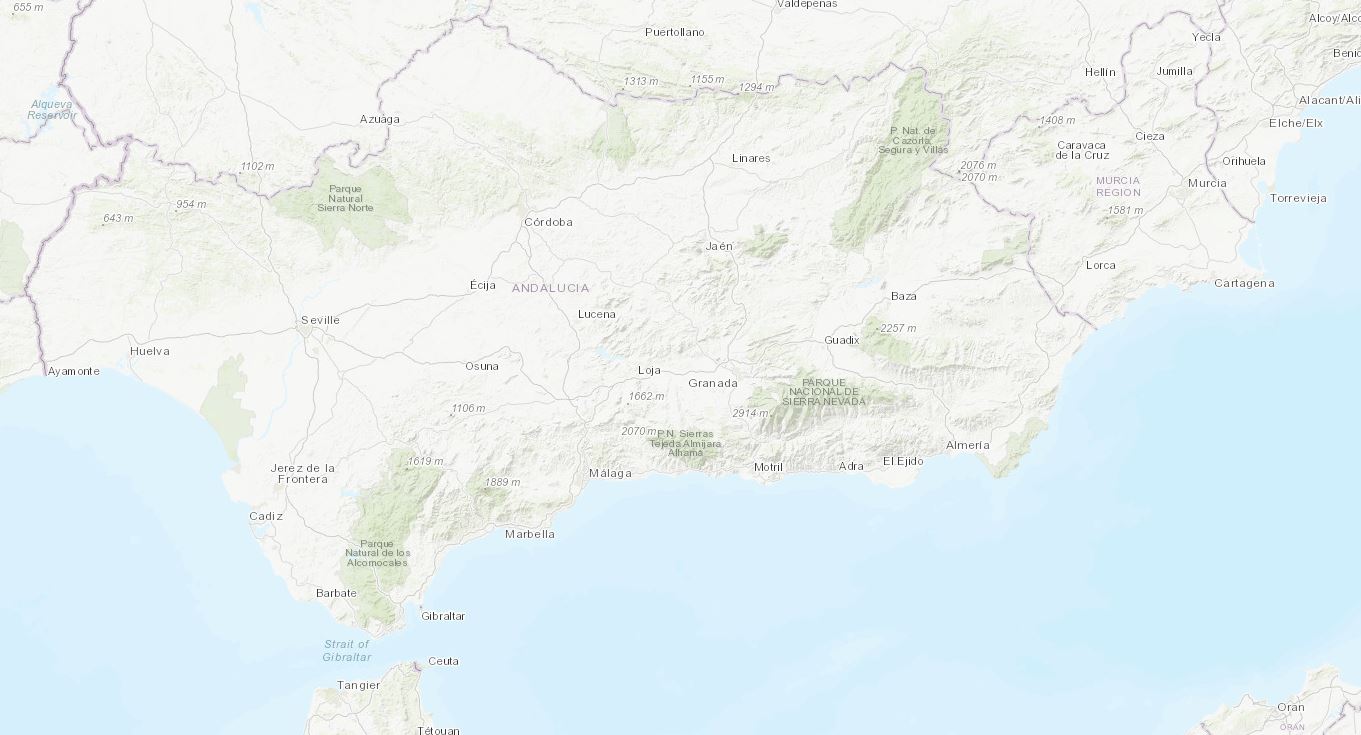 655 m
Valdepeñas
Alcoy/Alco
Puertollano
Yecla
Benid
Hellín
Jumilla
1313 m
1155 m
1294 m
Alqueva
Reservoir
Alacant/Ali
Azuaga
1408 m
Elche/Elx
P. Nat. de
Cazorla,
Segura y Villas
Cieza
Caravaca
de la Cruz
Linares
Orihuela
1102 m
2076 m
2070 m
MURCIA
REGION
Murcia
Parque
Natural
Sierra Norte
954 m
643 m
Torrevieja
1581 m
Córdoba
Jaén
Lorca
Écija
ANDALUCIA
Cartagena
Baza
Lucena
Seville
2257 m
Guadix
Huelva
Ayamonte
Osuna
Loja
Granada
PARQUE
NACIONAL DE
SIERRA NEVADA
1662 m
1106 m
2914 m
2070 m
P.N. Sierras
Tejeda Almijara
Alhama
Almería
1619 m
El Ejido
Adra
Motril
Málaga
Jerez de la
Frontera
1889 m
Cadiz
Marbella
Parque
Natural de los
Alcornocales
Barbate
Gibraltar
Strait of
Gibraltar
Ceuta
Tangier
Oran
ORAN
Tétouan